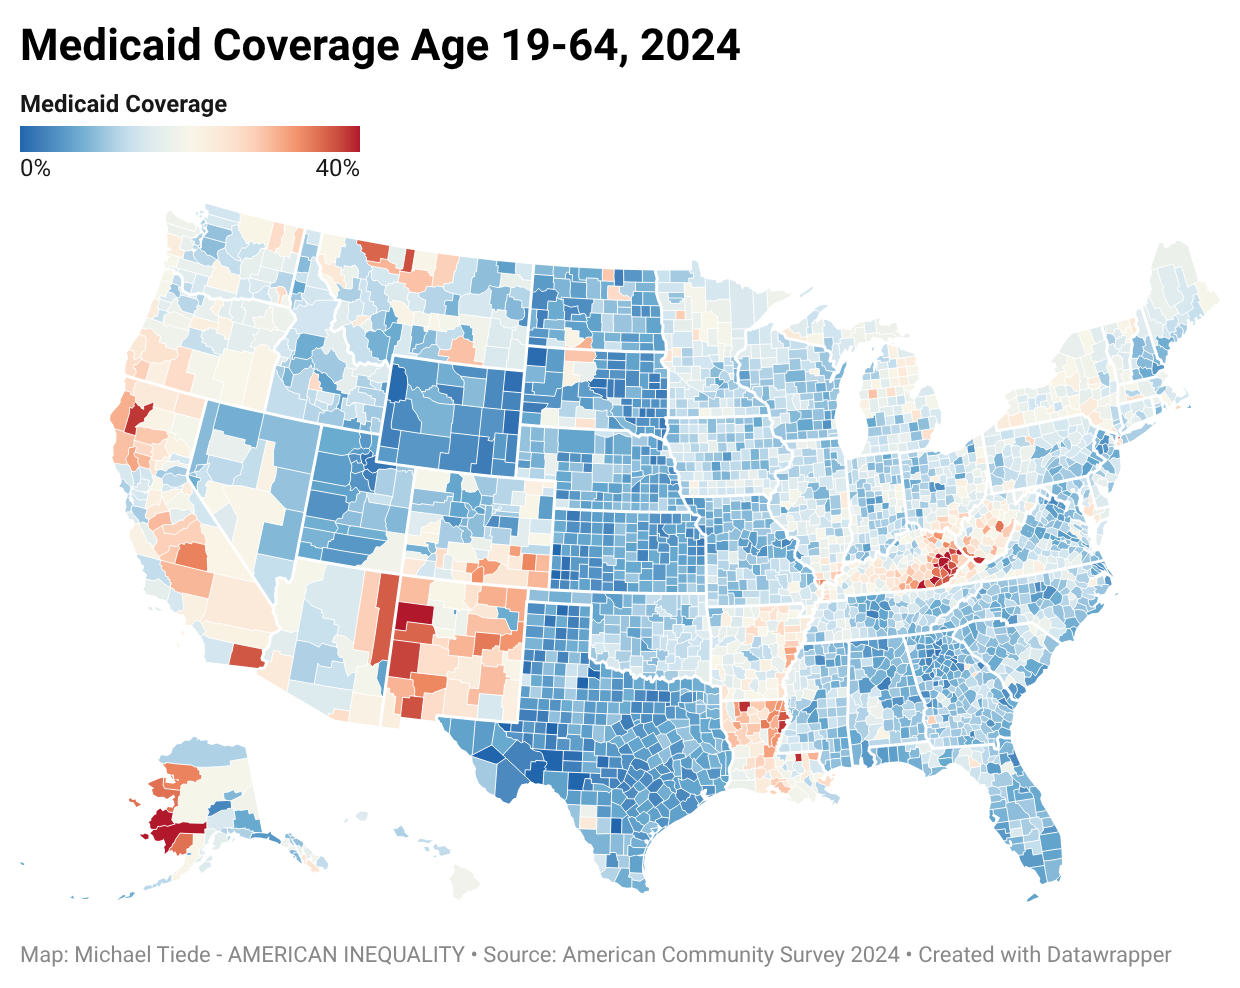 Medicaid Coverage Age 19-64, 2024
Medicaid Coverage
0% 40%
Map: Michael Tiede - AMERICAN INEQUALITY • Source: American Community Survey 2024 • Created with Datawrapper